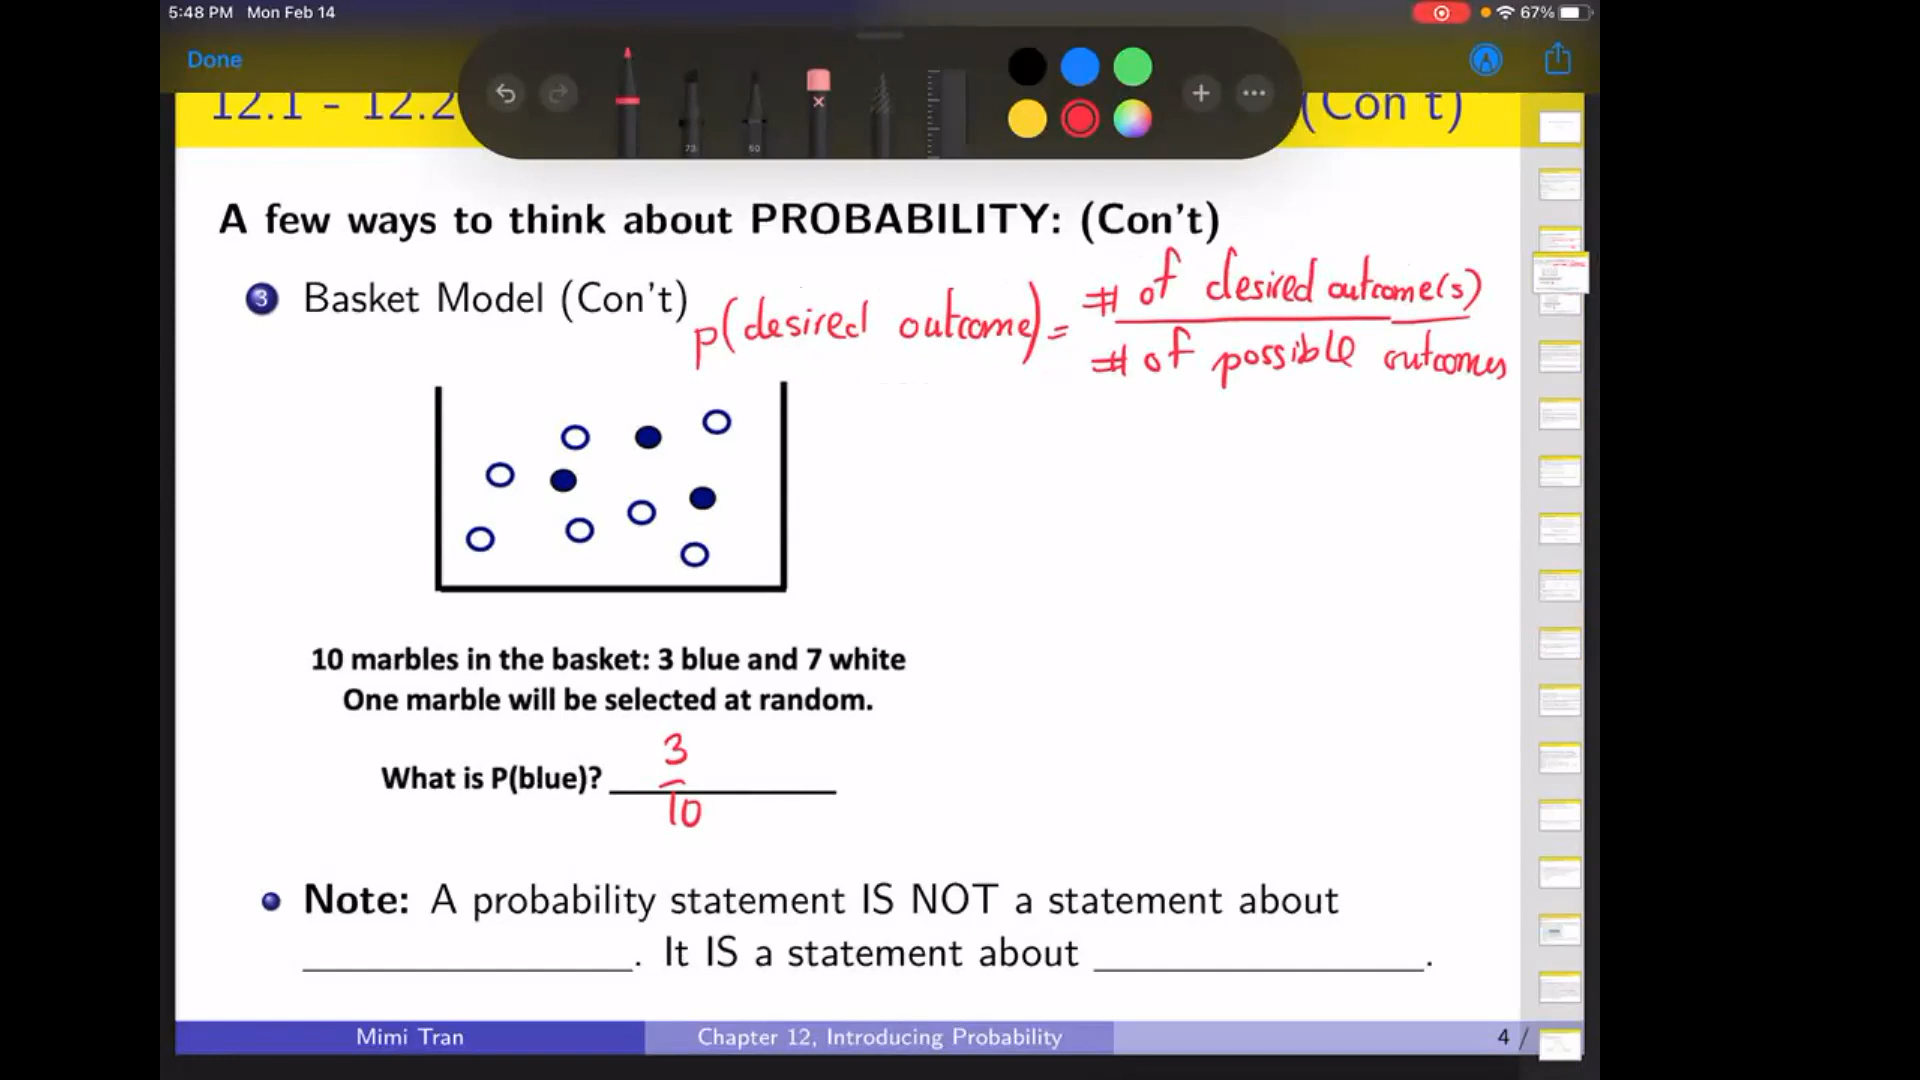 5:48 PM Mon Feb 14
67%
Done
12.1 - 12.2
(Con't)
73
50
A few ways to think about PROBABILITY: (Con't)
3 Basket Model (Con't)
p(desired outcome) = # of desired outcome(s)
# of possible outcomes
10 marbles in the basket: 3 blue and 7 white
One marble will be selected at random.
3
What is P(blue)?
10
Note: A probability statement IS NOT a statement about
. It IS a statement about .
Mimi Tran
Chapter 12, Introducing Probability
4 /